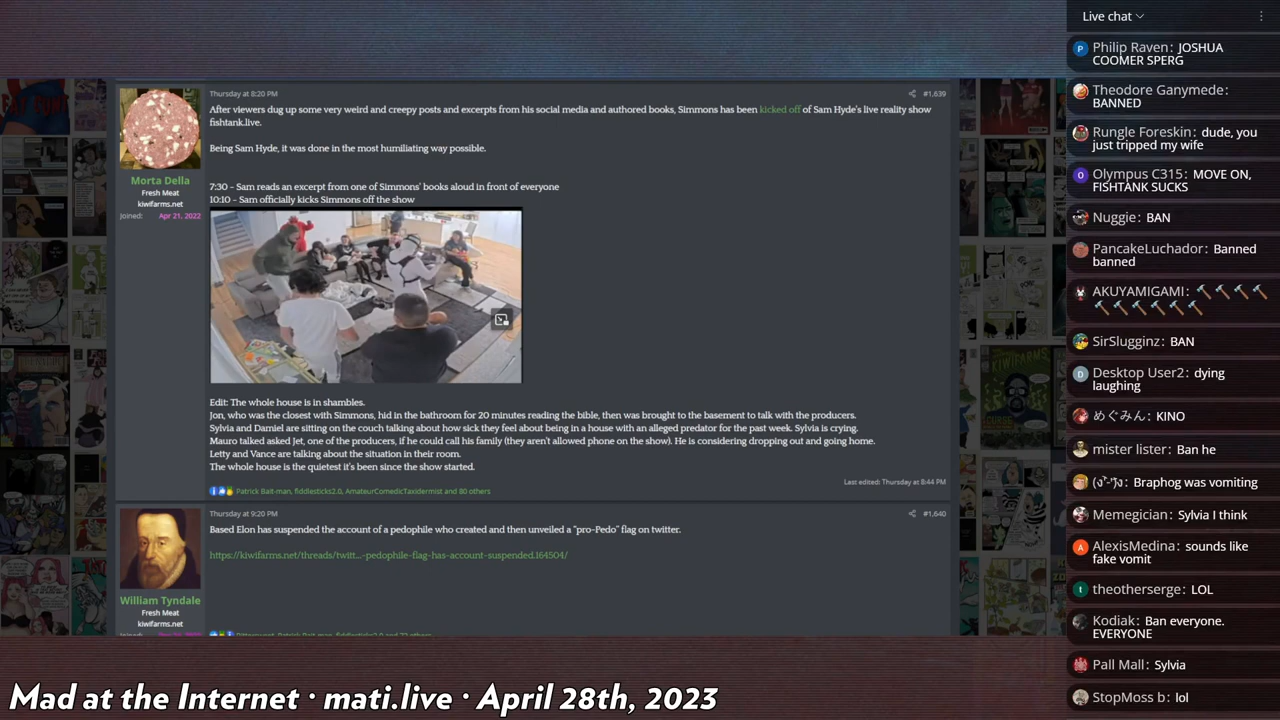 Thursday at 8:20 PM
#1,639
After viewers dug up some very weird and creepy posts and excerpts from his social media and authored books, Simmons has been kicked off of Sam Hyde's live reality show
fishtank.live.
Being Sam Hyde, it was done in the most humiliating way possible.
7:30 - Sam reads an excerpt from one of Simmons' books aloud in front of everyone
10:10 - Sam officially kicks Simmons off the show
Morta Della
Fresh Meat
kiwifarms.net
Joined: Apr 21, 2022
Edit: The whole house is in shambles.
Jon, who was the closest with Simmons, hid in the bathroom for 20 minutes reading the bible, then was brought to the basement to talk with the producers.
Sylvia and Damiel are sitting on the couch talking about how sick they feel about being in a house with an alleged predator for the past week. Sylvia is crying.
Mauro talked asked Jet, one of the producers, if he could call his family (they aren't allowed phone on the show). He is considering dropping out and going home.
Letty and Vance are talking about the situation in their room.
The whole house is the quietest it's been since the show started.
Last edited: Thursday at 8:44 PM
Patrick Bait-man, fiddlesticks2.0, AmateurComedicTaxidermist and 80 others
Thursday at 9:20 PM
#1,640
Based Elon has suspended the account of a pedophile who created and then unveiled a "pro-Pedo" flag on twitter.
https://kiwifarms.net/threads/twitt...-pedophile-flag-has-account-suspended.164504/
William Tyndale
Fresh Meat
kiwifarms.net
Mad at the Internet · mati.live · April 28th, 2023
Live chat
Philip Raven: JOSHUA
COOMER SPERG
Theodore Ganymede:
BANNED
Rungle Foreskin: dude, you
just tripped my wife
Olympus C315: MOVE ON,
FISHTANK SUCKS
Nuggie: BAN
PancakeLuchador: Banned
banned
AKUYAMIGAMI:
SirSlugginz: BAN
Desktop User2: dying
laughing
めぐみん: KINO
mister lister: Ban he
Braphog was vomiting
Memegician: Sylvia I think
AlexisMedina: sounds like
fake vomit
theotherserge: LOL
Kodiak: Ban everyone.
EVERYONE
Pall Mall: Sylvia
StopMoss b: lol